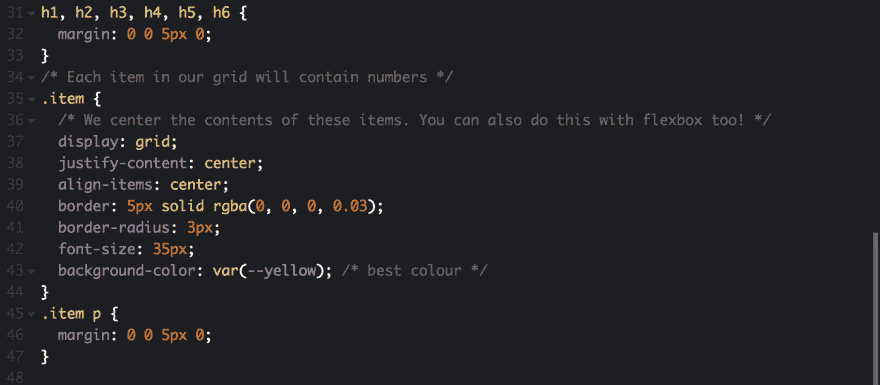 31 h1, h2, h3, h4, h5, h6 {
32   margin: 0 0 5px 0;
33 }
34 /* Each item in our grid will contain numbers */
35 .item {
36   /* We center the contents of these items. You can also do this with flexbox too! */
37   display: grid;
38   justify-content: center;
39   align-items: center;
40   border: 5px solid rgba(0, 0, 0, 0.03);
41   border-radius: 3px;
42   font-size: 35px;
43   background-color: var(--yellow); /* best colour */
44 }
45 .item p {
46   margin: 0 0 5px 0;
47 }
48